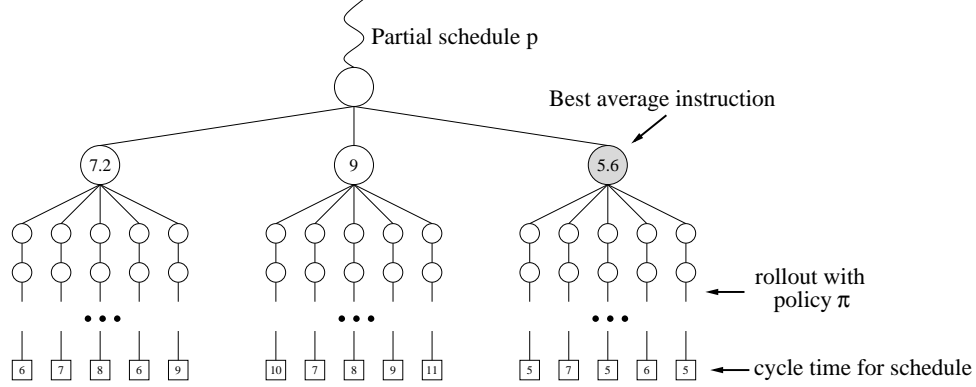 Partial schedule p
Best average instruction
7.2
9
5.6
rollout with
policy π
6 7 8 6 9
10 7 8 9 11
5 7 5 6 5
cycle time for schedule